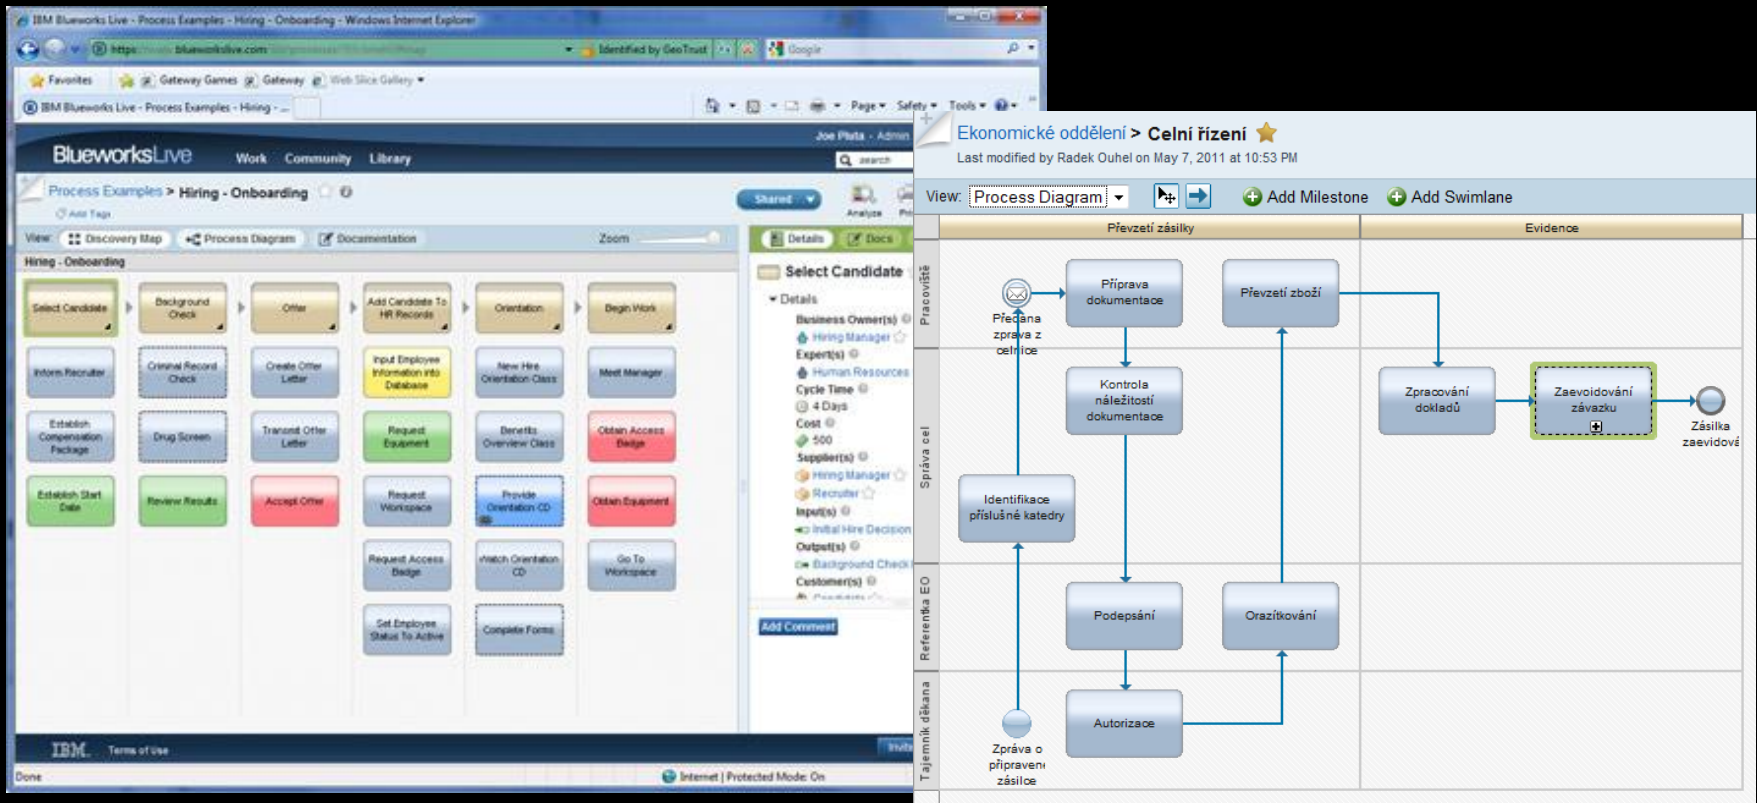 IBM Blueworks Live - Process Examples - Hiring - Onboarding - Windows Internet Explorer
blueworkslive.com
Identified by GeoTrust
Google
Favorites
Gateway Games
Gateway
Web Slice Gallery
IBM Blueworks Live - Process Examples - Hiring - ...
Page
Safety
Tools
Joe Pluta - Admin
BlueworksLive
Work
Community
Library
search
Process Examples > Hiring - Onboarding
Add Tags
Shared
Analyze
View:
Discovery Map
Process Diagram
Documentation
Zoom
Details
Docs
Hiring - Onboarding
Select Candidate
Background
Check
Offer
Add Candidate To
HR Records
Orientation
Begin Work
Inform Recruiter
Criminal Record
Check
Create Offer
Letter
Input Employee
Information into
Database
New Hire
Orientation Class
Meet Manager
Establish
Compensation
Package
Drug Screen
Transmit Offer
Letter
Request
Equipment
Benefits
Overview Class
Obtain Access
Badge
Establish Start
Date
Review Results
Accept Offer
Request
Workspace
Provide
Orientation CD
Obtain Equipment
Request Access
Badge
Watch Orientation
CD
Go To
Workspace
Set Employee
Status To Active
Complete Forms
Select Candidate
Details
Business Owner(s)
Hiring Manager
Expert(s)
Human Resources
Cycle Time
4 Days
Cost
500
Supplier(s)
Hiring Manager
Recruiter
Input(s)
Initial Hire Decision
Output(s)
Background Check
Customer(s)
Add Comment
IBM.
Terms of Use
Done
Internet | Protected Mode: On
Ekonomické oddělení > Celní řízení
Last modified by Radek Ouhel on May 7, 2011 at 10:53 PM
View:
Process Diagram
Add Milestone
Add Swimlane
Převzetí zásilky
Evidence
Pracoviště
Předána
zpráva z
celnice
Příprava
dokumentace
Převzetí zboží
Správa cel
Kontrola
náležitostí
dokumentace
Zpracování
dokladů
Zaevoidování
závazku
Zásilka
zaevidová
Identifikace
příslušné katedry
Referentka EO
Podepsání
Orazítkování
Tajemník děkana
Zpráva o
připravené
zásilce
Autorizace